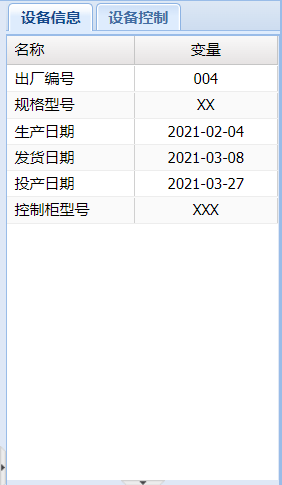 设备信息 设备控制
名称 变量
出厂编号 004
规格型号 XX
生产日期 2021-02-04
发货日期 2021-03-08
投产日期 2021-03-27
控制柜型号 XXX